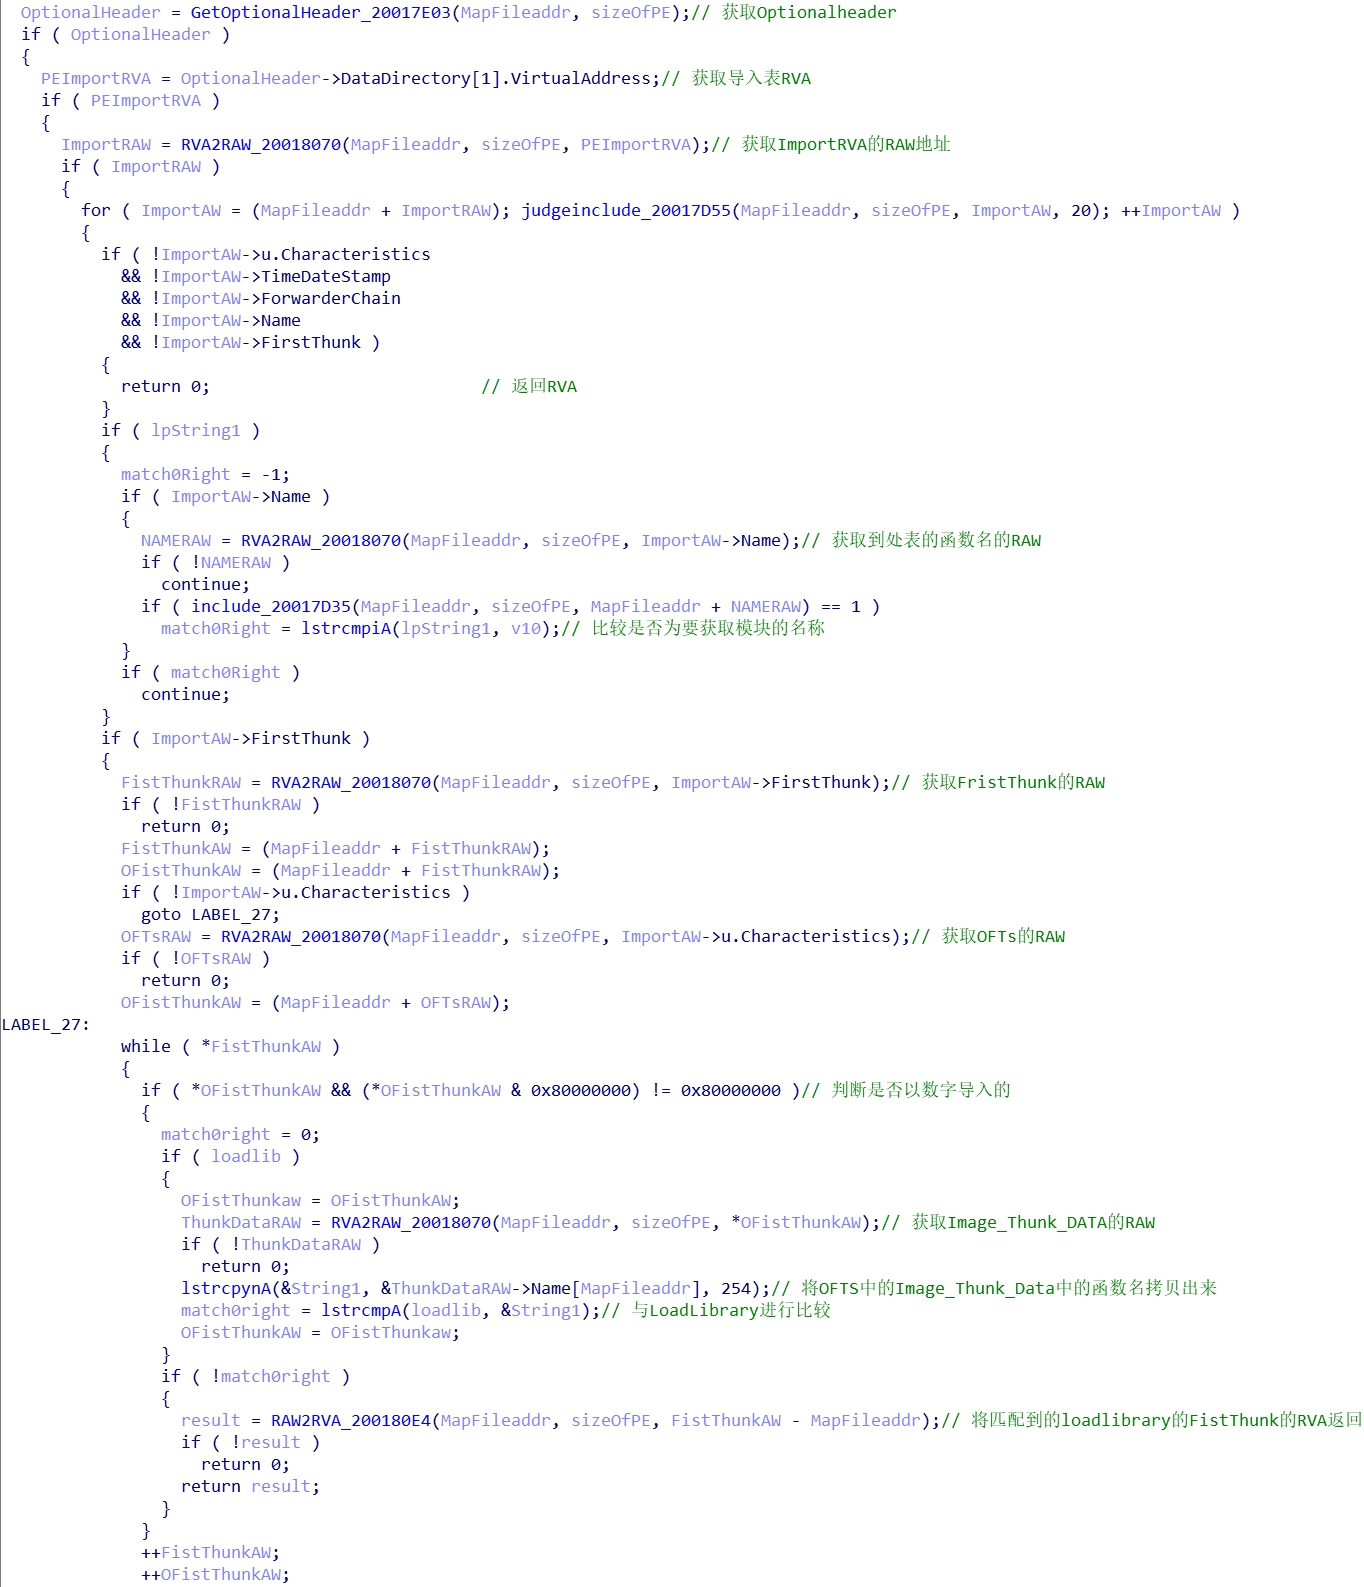 OptionalHeader = GetOptionalHeader_20017E03(MapFileaddr, sizeOfPE);// 获取Optionalheader
if ( OptionalHeader )
{
PEImportRVA = OptionalHeader->DataDirectory[1].VirtualAddress;// 获取导入表RVA
if ( PEImportRVA )
{
ImportRAW = RVA2RAW_20018070(MapFileaddr, sizeOfPE, PEImportRVA);// 获取ImportRVA的RAW地址
if ( ImportRAW )
{
for ( ImportAW = (MapFileaddr + ImportRAW); judgeinclude_20017D55(MapFileaddr, sizeOfPE, ImportAW, 20); ++ImportAW )
{
if ( !ImportAW->u.Characteristics
&& !ImportAW->TimeDateStamp
&& !ImportAW->ForwarderChain
&& !ImportAW->Name
&& !ImportAW->FirstThunk )
{
return 0; // 返回RVA
}
if ( lpString1 )
{
match0Right = -1;
if ( ImportAW->Name )
{
NAMERAW = RVA2RAW_20018070(MapFileaddr, sizeOfPE, ImportAW->Name);// 获取到处表的函数名的RAW
if ( !NAMERAW )
continue;
if ( include_20017D35(MapFileaddr, sizeOfPE, MapFileaddr + NAMERAW) == 1 )
match0Right = lstrcmpiA(lpString1, v10);// 比较是否为要获取模块的名称
}
if ( match0Right )
continue;
}
if ( ImportAW->FirstThunk )
{
FistThunkRAW = RVA2RAW_20018070(MapFileaddr, sizeOfPE, ImportAW->FirstThunk);// 获取FristThunk的RAW
if ( !FistThunkRAW )
return 0;
FistThunkAW = (MapFileaddr + FistThunkRAW);
OFistThunkAW = (MapFileaddr + FistThunkRAW);
if ( !ImportAW->u.Characteristics )
goto LABEL_27;
OFTsRAW = RVA2RAW_20018070(MapFileaddr, sizeOfPE, ImportAW->u.Characteristics);// 获取OFTs的RAW
if ( !OFTsRAW )
return 0;
OFistThunkAW = (MapFileaddr + OFTsRAW);
LABEL_27:
while ( *FistThunkAW )
{
if ( *OFistThunkAW && (*OFistThunkAW & 0x80000000) != 0x80000000 )// 判断是否以数字导入的
{
match0right = 0;
if ( loadlib )
{
OFistThunkaw = OFistThunkAW;
ThunkDataRAW = RVA2RAW_20018070(MapFileaddr, sizeOfPE, *OFistThunkAW);// 获取Image_Thunk_DATA的RAW
if ( !ThunkDataRAW )
return 0;
lstrcpynA(&String1, &ThunkDataRAW->Name[MapFileaddr], 254);// 将OFTS中的Image_Thunk_Data中的函数名拷贝出来
match0right = lstrcmpA(loadlib, &String1);// 与LoadLibrary进行比较
OFistThunkAW = OFistThunkaw;
}
if ( !match0right )
{
result = RAW2RVA_200180E4(MapFileaddr, sizeOfPE, FistThunkAW - MapFileaddr);// 将匹配到的loadlibrary的FistThunk的RVA返回
if ( !result )
return 0;
return result;
}
}
++FistThunkAW;
++OFistThunkAW;